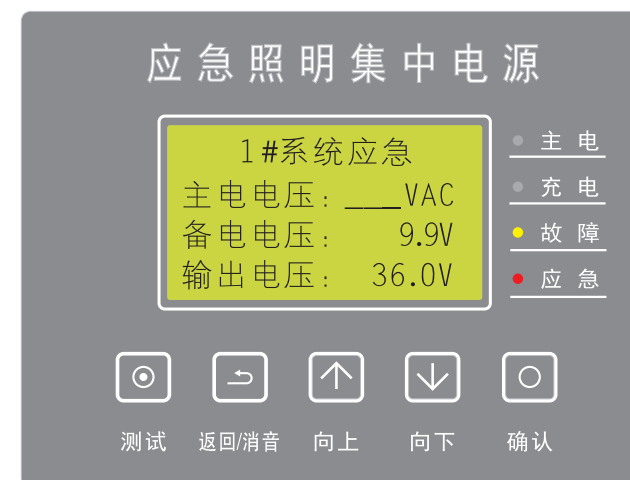 应急照明集中电源
1#系统应急
主电电压：___VAC
备电电压： 9.9V
输出电压： 36.0V
主电
充电
故障
应急
测试 返回/消音 向上 向下 确认